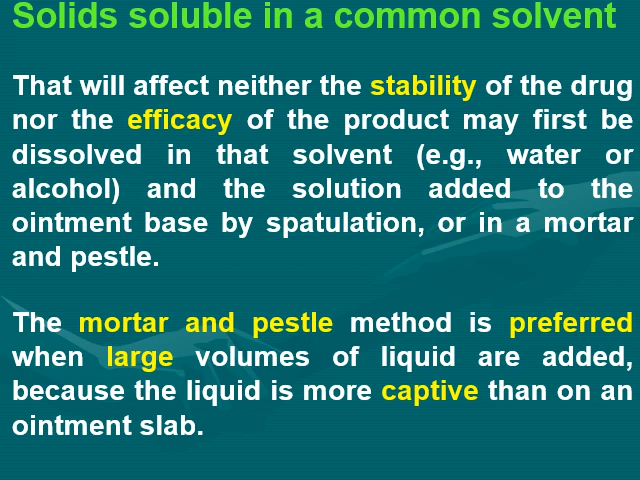 Solids soluble in a common solvent
That will affect neither the stability of the drug
nor the efficacy of the product may first be
dissolved in that solvent (e.g., water or
alcohol) and the solution added to the
ointment base by spatulation, or in a mortar
and pestle.
The mortar and pestle method is preferred
when large volumes of liquid are added,
because the liquid is more captive than on an
ointment slab.